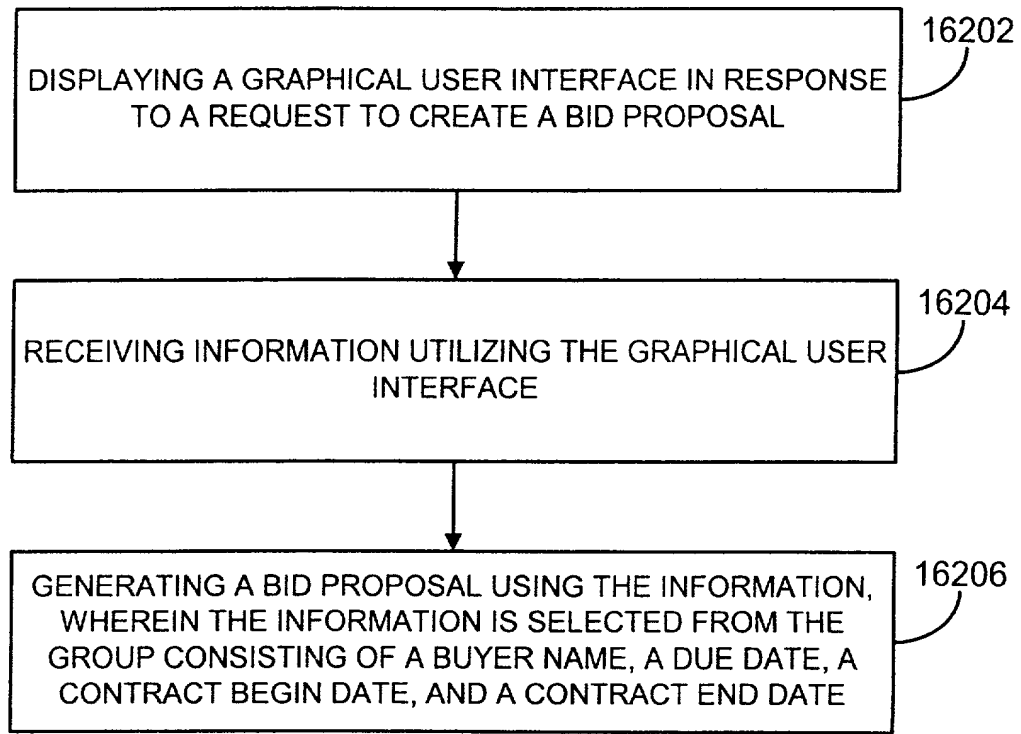 16202
DISPLAYING A GRAPHICAL USER INTERFACE IN RESPONSE
TO A REQUEST TO CREATE A BID PROPOSAL
16204
RECEIVING INFORMATION UTILIZING THE GRAPHICAL USER
INTERFACE
16206
GENERATING A BID PROPOSAL USING THE INFORMATION,
WHEREIN THE INFORMATION IS SELECTED FROM THE
GROUP CONSISTING OF A BUYER NAME, A DUE DATE, A
CONTRACT BEGIN DATE, AND A CONTRACT END DATE